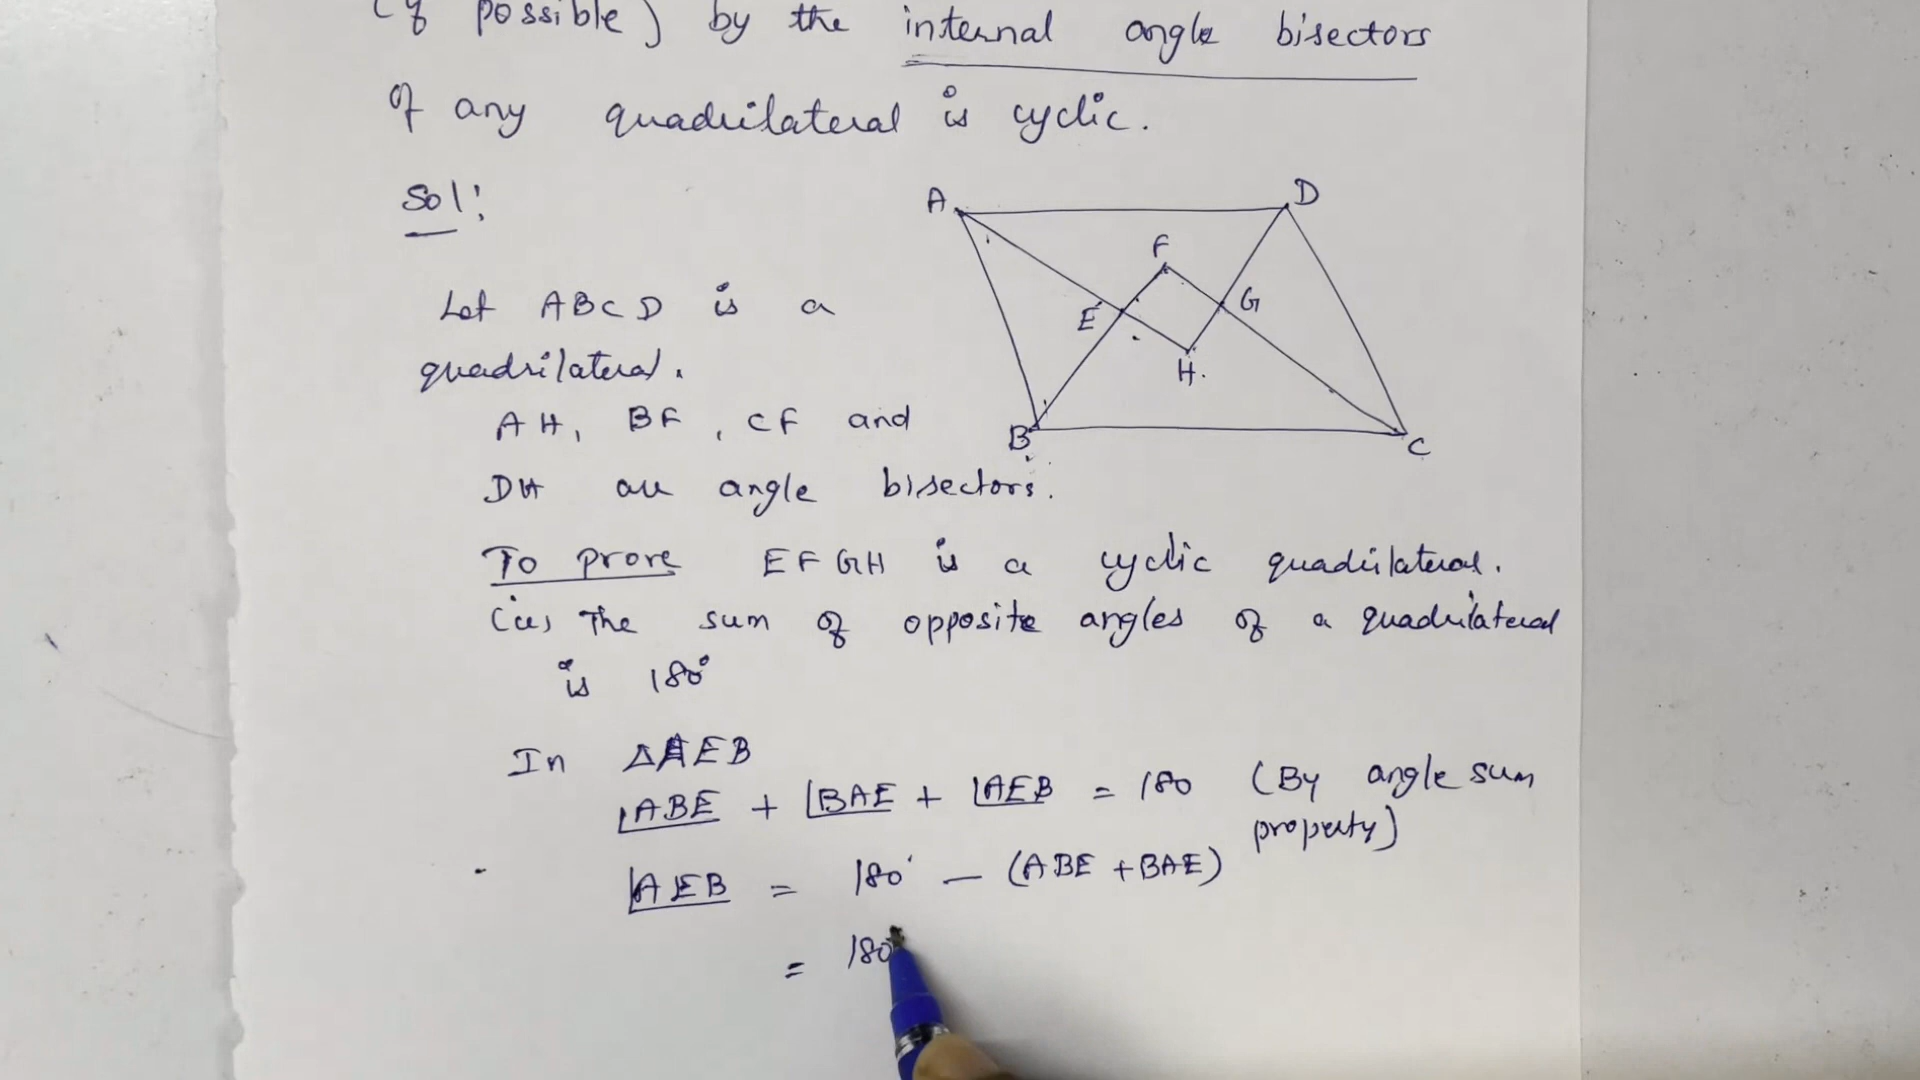 (if possible) by the internal angle bisectors
of any quadrilateral is cyclic.
Sol:
A
D
F
E
G
H.
B
C
Let ABCD is a
quadrilateral.
AH, BF, CF and
DH are angle bisectors.
To prove EFGH is a cyclic quadrilateral.
(ie) The sum of opposite angles of a quadrilateral
is 180°
In ΔAEB
∠ABE + ∠BAE + ∠AEB = 180 (By angle sum
property)
∠AEB = 180° - (ABE + BAE)
= 180